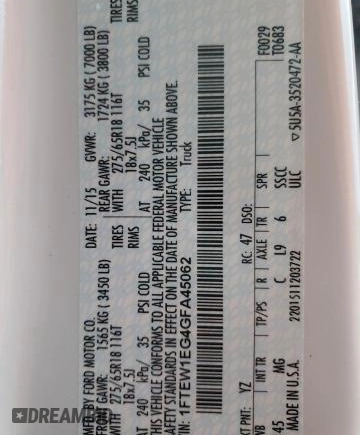 MFD BY FORD MOTOR CO.
DATE: 11/15
GVWR: 3175 KG ( 7000 LB)
FRONT GAWR: 1565 KG ( 3450 LB)
REAR GAWR: 1724 KG ( 3800 LB)
275/65R18 116T TIRES
WITH 275/65R18 116T TIRES
18x7.5J RIMS
18x7.5J RIMS
AT 240 kPa/ 35 PSI COLD
AT 240 kPa/ 35 PSI COLD
THIS VEHICLE CONFORMS TO ALL APPLICABLE FEDERAL MOTOR VEHICLE
SAFETY STANDARDS IN EFFECT ON THE DATE OF MANUFACTURE SHOWN ABOVE.
VIN: 1FTEW1EG4GFA45062
TYPE: Truck
F0029
T0683
EXT PNT: YZ RC: 47 DSO:
WB INT TR TP/PS R AXLE TR SPR
45 MG C L9 6 SSCC
MADE IN U.S.A. 2201511203722 ULC
▽5U5A-3520472-AA
DREAM